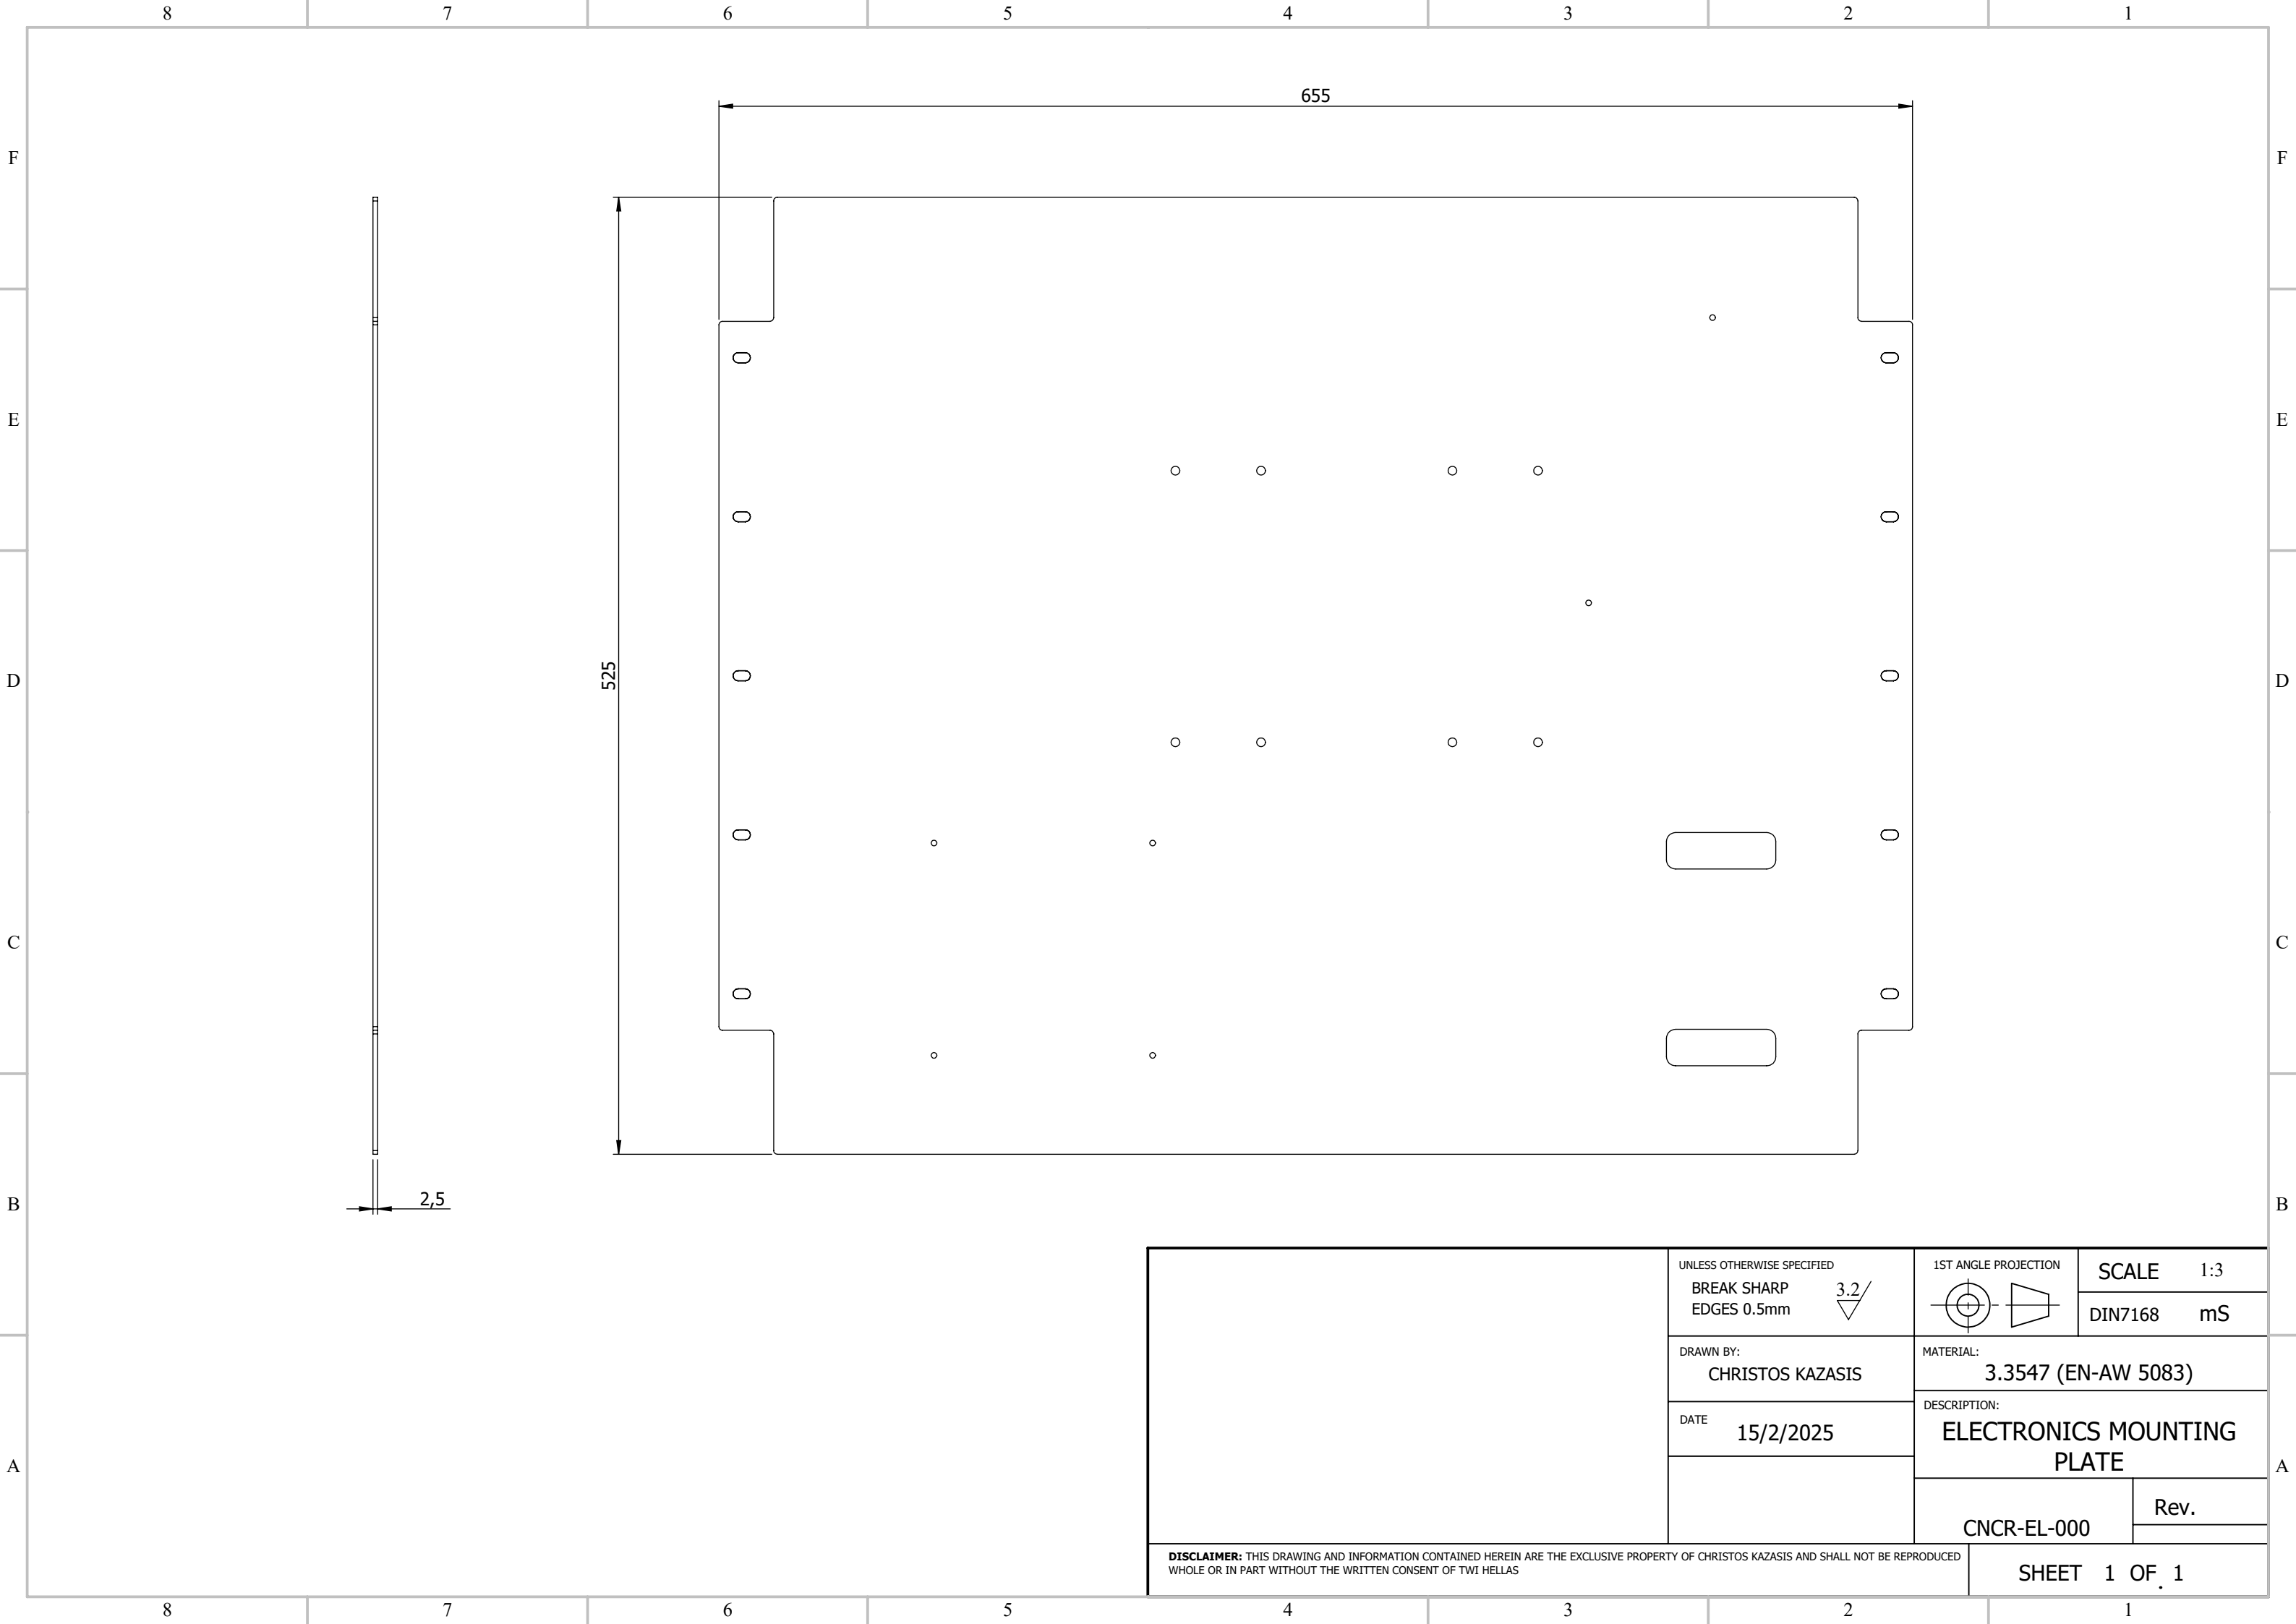 8 7 6 5 4 3 2 1
F F
E E
D D
C C
B B
A A
655
525
2,5
UNLESS OTHERWISE SPECIFIED
BREAK SHARP
EDGES 0.5mm
3.2
1ST ANGLE PROJECTION
SCALE 1:3
DIN7168 mS
DRAWN BY:
CHRISTOS KAZASIS
MATERIAL:
3.3547 (EN-AW 5083)
DATE 15/2/2025
DESCRIPTION:
ELECTRONICS MOUNTING
PLATE
CNCR-EL-000
Rev.
DISCLAIMER: THIS DRAWING AND INFORMATION CONTAINED HEREIN ARE THE EXCLUSIVE PROPERTY OF CHRISTOS KAZASIS AND SHALL NOT BE REPRODUCED
WHOLE OR IN PART WITHOUT THE WRITTEN CONSENT OF TWI HELLAS
SHEET 1 OF 1
.
8 7 6 5 4 3 2 1